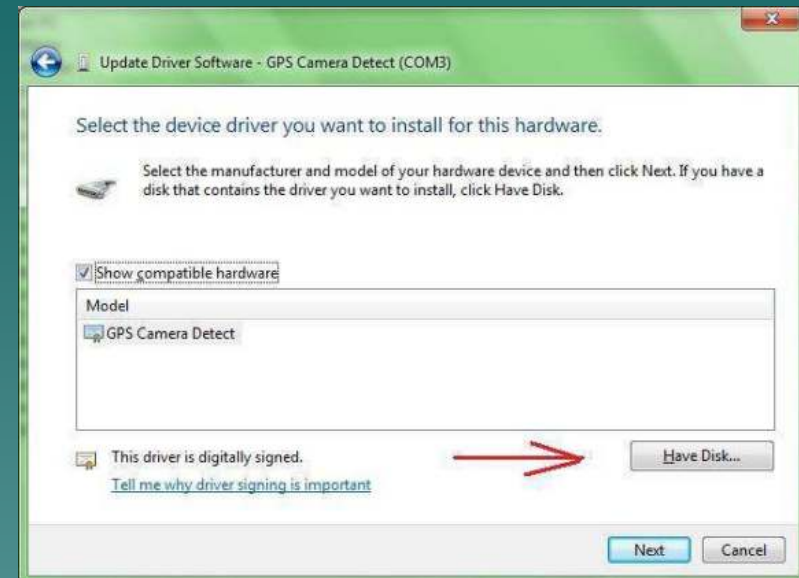 Update Driver Software - GPS Camera Detect (COM3)
Select the device driver you want to install for this hardware.
Select the manufacturer and model of your hardware device and then click Next. If you have a
disk that contains the driver you want to install, click Have Disk.
Show compatible hardware
Model
GPS Camera Detect
This driver is digitally signed.
Have Disk...
Tell me why driver signing is important
Next
Cancel